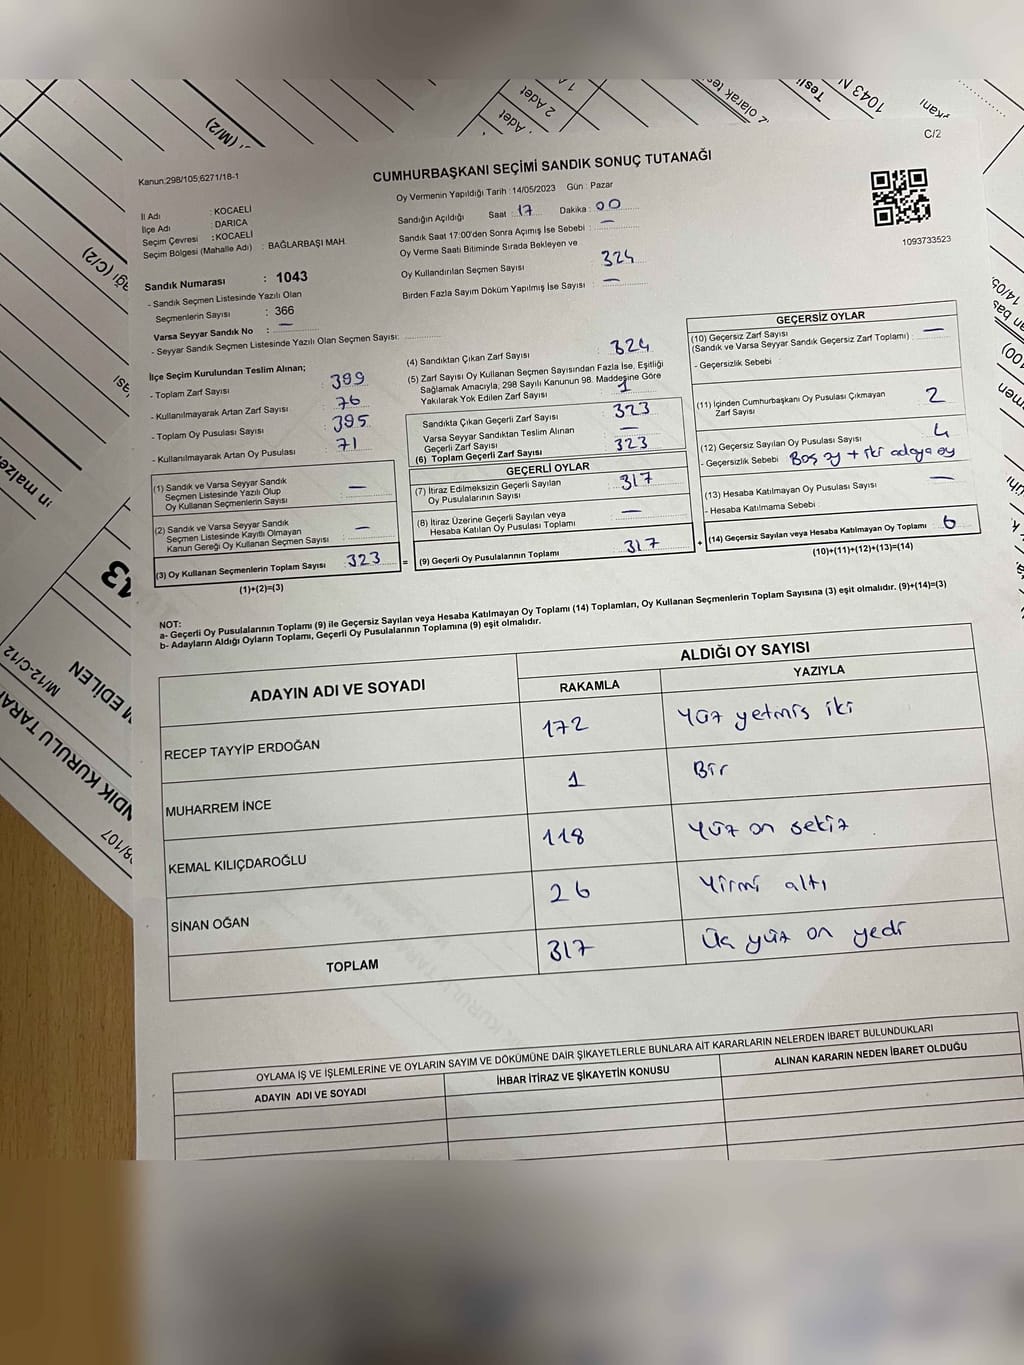 C/2
Kanun:298/105;6271/18-1
CUMHURBAŞKANI SEÇİMİ SANDIK SONUÇ TUTANAĞI
İl Adı : KOCAELİ
İlçe Adı : DARICA
Seçim Çevresi : KOCAELİ
Seçim Bölgesi (Mahalle Adı) : BAĞLARBAŞI MAH.
Oy Vermenin Yapıldığı Tarih : 14/05/2023 Gün : Pazar
Sandığın Açıldığı Saat : 17 Dakika : 00
Sandık Saat 17:00'den Sonra Açımış İse Sebebi : —
Oy Verme Saati Bitiminde Sırada Bekleyen ve
Oy Kullandırılan Seçmen Sayısı : 324
Birden Fazla Sayım Döküm Yapılmış İse Sayısı : —
1093733523
Sandık Numarası : 1043
- Sandık Seçmen Listesinde Yazılı Olan
Seçmenlerin Sayısı : 366
Varsa Seyyar Sandık No : —
- Seyyar Sandık Seçmen Listesinde Yazılı Olan Seçmen Sayısı:
İlçe Seçim Kurulundan Teslim Alınan;
- Toplam Zarf Sayısı : 399
- Kullanılmayarak Artan Zarf Sayısı : 76
- Toplam Oy Pusulası Sayısı : 395
- Kullanılmayarak Artan Oy Pusulası : 71
(1) Sandık ve Varsa Seyyar Sandık
Seçmen Listesinde Yazılı Olup
Oy Kullanan Seçmenlerin Sayısı : —
(2) Sandık ve Varsa Seyyar Sandık
Seçmen Listesinde Kayıtlı Olmayan
Kanun Gereği Oy Kullanan Seçmen Sayısı : —
(3) Oy Kullanan Seçmenlerin Toplam Sayısı : 323
(1)+(2)=(3)
(4) Sandıktan Çıkan Zarf Sayısı : 324
(5) Zarf Sayısı Oy Kullanan Seçmen Sayısından Fazla İse, Eşitliği
Sağlamak Amacıyla, 298 Sayılı Kanunun 98. Maddesine Göre
Yakılarak Yok Edilen Zarf Sayısı : 1
Sandıkta Çıkan Geçerli Zarf Sayısı : 323
Varsa Seyyar Sandıktan Teslim Alınan
Geçerli Zarf Sayısı : —
(6) Toplam Geçerli Zarf Sayısı : 323
GEÇERLİ OYLAR
(7) İtiraz Edilmeksizin Geçerli Sayılan
Oy Pusulalarının Sayısı : 317
(8) İtiraz Üzerine Geçerli Sayılan veya
Hesaba Katılan Oy Pusulası Toplamı : —
= (9) Geçerli Oy Pusulalarının Toplamı : 317
GEÇERSİZ OYLAR
(10) Geçersiz Zarf Sayısı
(Sandık ve Varsa Seyyar Sandık Geçersiz Zarf Toplamı) : —
- Geçersizlik Sebebi :
(11) İçinden Cumhurbaşkanı Oy Pusulası Çıkmayan
Zarf Sayısı : 2
(12) Geçersiz Sayılan Oy Pusulası Sayısı : 4
- Geçersizlik Sebebi : Boş oy + iki adaya oy
(13) Hesaba Katılmayan Oy Pusulası Sayısı : —
- Hesaba Katılmama Sebebi :
+ (14) Geçersiz Sayılan veya Hesaba Katılmayan Oy Toplamı : 6
(10)+(11)+(12)+(13)=(14)
NOT:
a- Geçerli Oy Pusulalarının Toplamı (9) ile Geçersiz Sayılan veya Hesaba Katılmayan Oy Toplamı (14) Toplamları, Oy Kullanan Seçmenlerin Toplam Sayısına (3) eşit olmalıdır. (9)+(14)=(3)
b- Adayların Aldığı Oyların Toplamı, Geçerli Oy Pusulalarının Toplamına (9) eşit olmalıdır.
ADAYIN ADI VE SOYADI ALDIĞI OY SAYISI
RAKAMLA YAZIYLA
RECEP TAYYİP ERDOĞAN 172 Yüz yetmiş iki
MUHARREM İNCE 1 Bir
KEMAL KILIÇDAROĞLU 118 Yüz on sekiz
SİNAN OĞAN 26 Yirmi altı
TOPLAM 317 Üç yüz on yedi
OYLAMA İŞ VE İŞLEMLERİNE VE OYLARIN SAYIM VE DÖKÜMÜNE DAİR ŞİKAYETLERLE BUNLARA AİT KARARLARIN NELERDEN İBARET BULUNDUKLARI
ADAYIN ADI VE SOYADI İHBAR İTİRAZ VE ŞİKAYETİN KONUSU ALINAN KARARIN NEDEN İBARET OLDUĞU